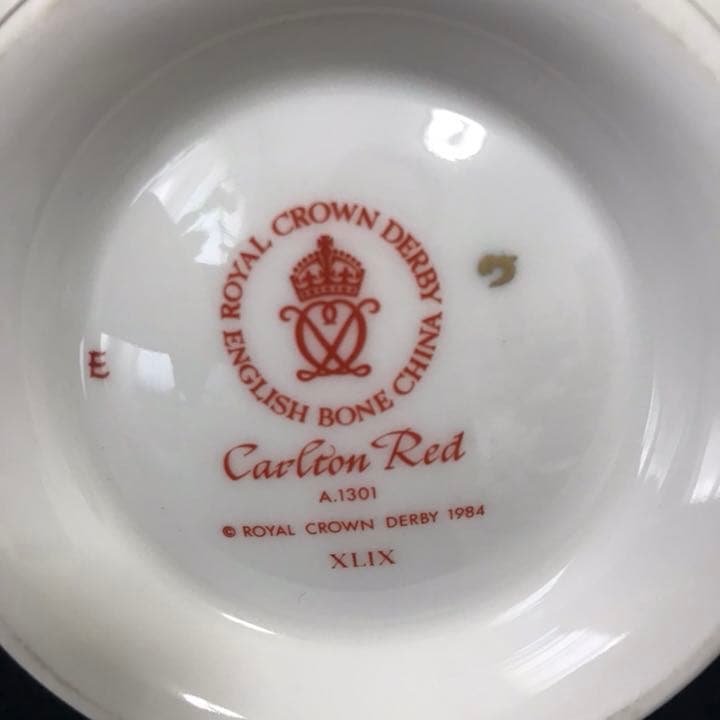 ROYAL CROWN DERBY
ENGLISH BONE CHINA
E
Carlton Red
A.1301
© ROYAL CROWN DERBY 1984
XLIX